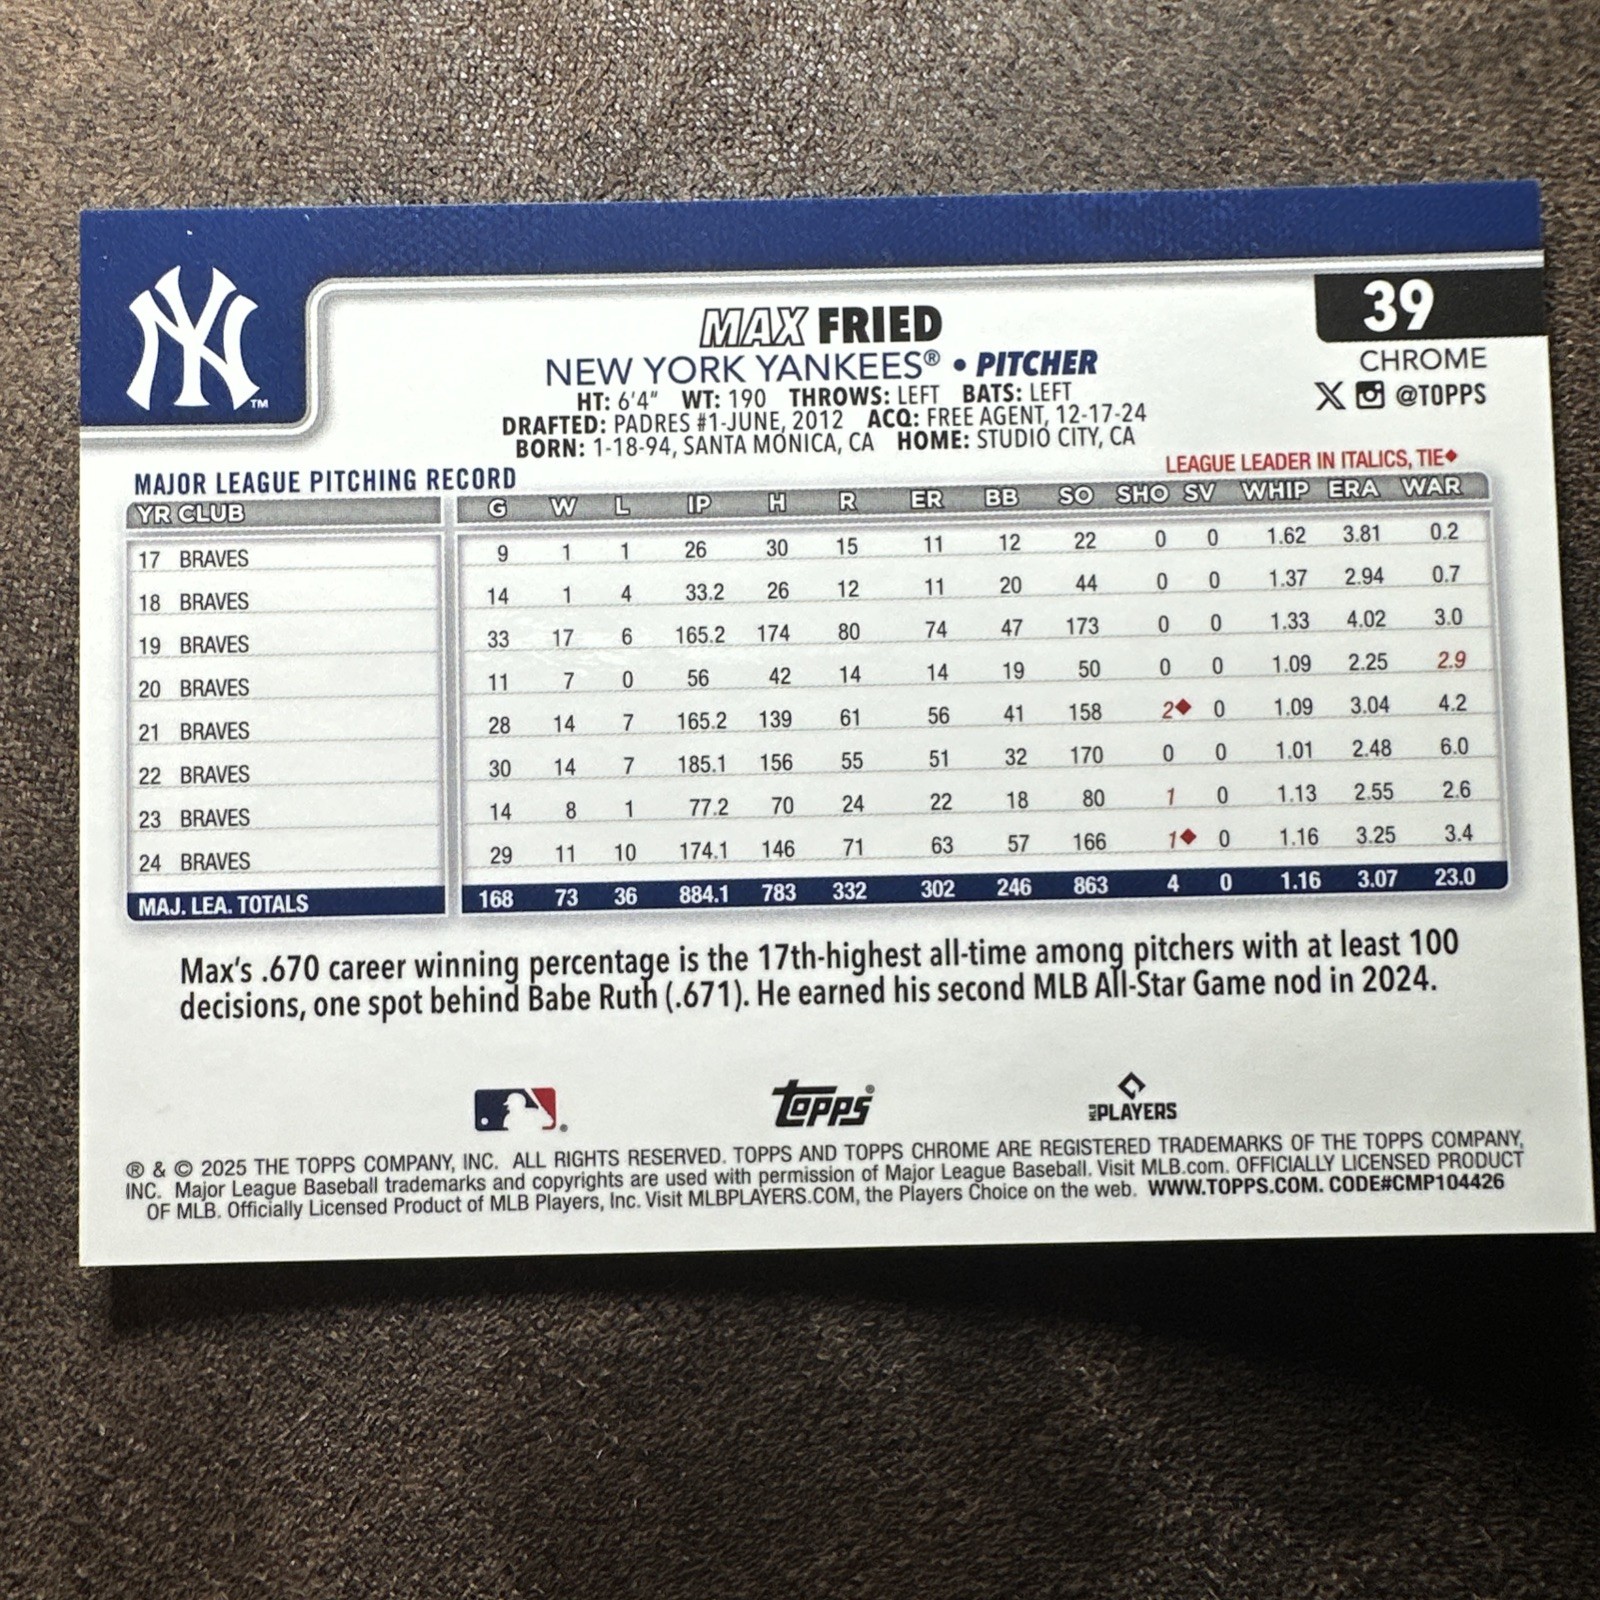 NY™
39
MAX FRIED
CHROME
NEW YORK YANKEES® • PITCHER
X @TOPPS
HT: 6'4" WT: 190 THROWS: LEFT BATS: LEFT
DRAFTED: PADRES #1-JUNE, 2012 ACQ: FREE AGENT, 12-17-24
BORN: 1-18-94, SANTA MONICA, CA HOME: STUDIO CITY, CA
MAJOR LEAGUE PITCHING RECORD LEAGUE LEADER IN ITALICS, TIE◆
YR CLUB G W L IP H R ER BB SO SHO SV WHIP ERA WAR
17 BRAVES 9 1 1 26 30 15 11 12 22 0 0 1.62 3.81 0.2
18 BRAVES 14 1 4 33.2 26 12 11 20 44 0 0 1.37 2.94 0.7
19 BRAVES 33 17 6 165.2 174 80 74 47 173 0 0 1.33 4.02 3.0
20 BRAVES 11 7 0 56 42 14 14 19 50 0 0 1.09 2.25 2.9
21 BRAVES 28 14 7 165.2 139 61 56 41 158 2◆ 0 1.09 3.04 4.2
22 BRAVES 30 14 7 185.1 156 55 51 32 170 0 0 1.01 2.48 6.0
23 BRAVES 14 8 1 77.2 70 24 22 18 80 1 0 1.13 2.55 2.6
24 BRAVES 29 11 10 174.1 146 71 63 57 166 1◆ 0 1.16 3.25 3.4
MAJ. LEA. TOTALS 168 73 36 884.1 783 332 302 246 863 4 0 1.16 3.07 23.0
Max's .670 career winning percentage is the 17th-highest all-time among pitchers with at least 100
decisions, one spot behind Babe Ruth (.671). He earned his second MLB All-Star Game nod in 2024.
® topps® MLB PLAYERS
® & © 2025 THE TOPPS COMPANY, INC. ALL RIGHTS RESERVED. TOPPS AND TOPPS CHROME ARE REGISTERED TRADEMARKS OF THE TOPPS COMPANY,
INC. Major League Baseball trademarks and copyrights are used with permission of Major League Baseball. Visit MLB.com. OFFICIALLY LICENSED PRODUCT
OF MLB. Officially Licensed Product of MLB Players, Inc. Visit MLBPLAYERS.COM, the Players Choice on the web. WWW.TOPPS.COM. CODE#CMP104426